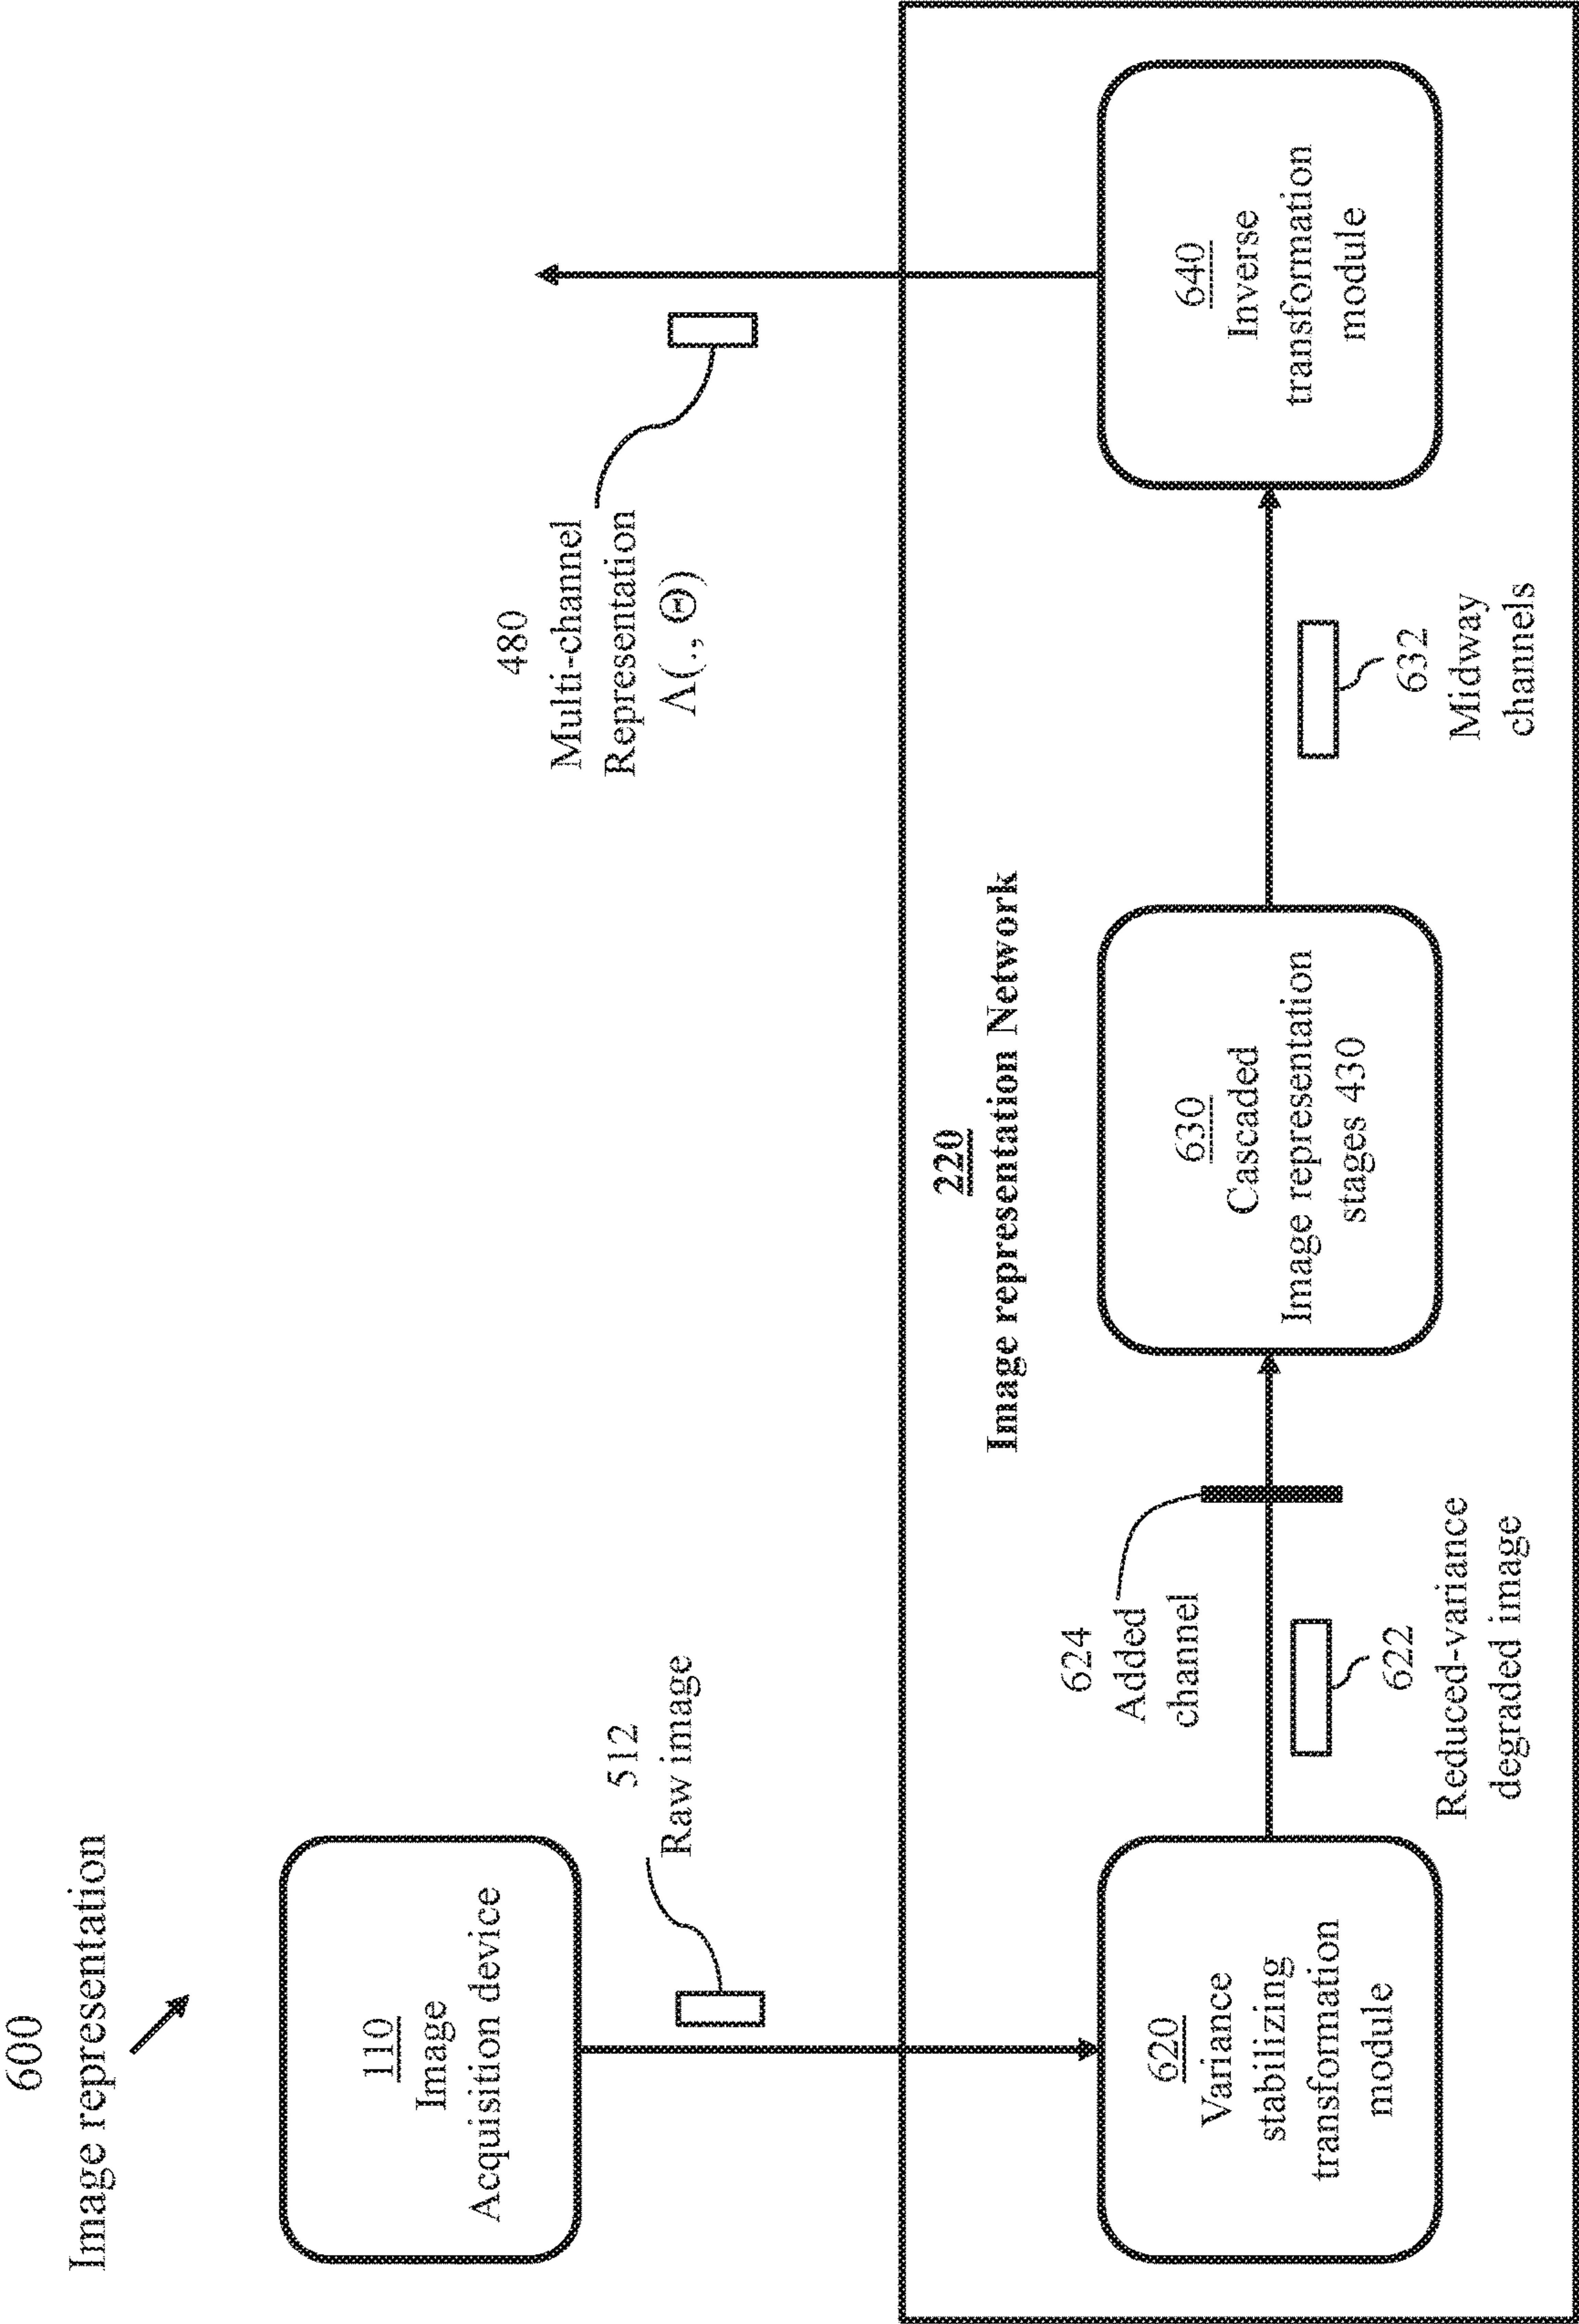 600
Image representation
110
Image
Acquisition device
512
Raw image
480
Multi-channel
Representation
Λ(., Θ)
220
Image representation Network
620
Variance
stabilizing
transformation
module
624
Added
channel
622
Reduced-variance
degraded image
630
Cascaded
Image representation
stages 430
632
Midway
channels
640
Inverse
transformation
module